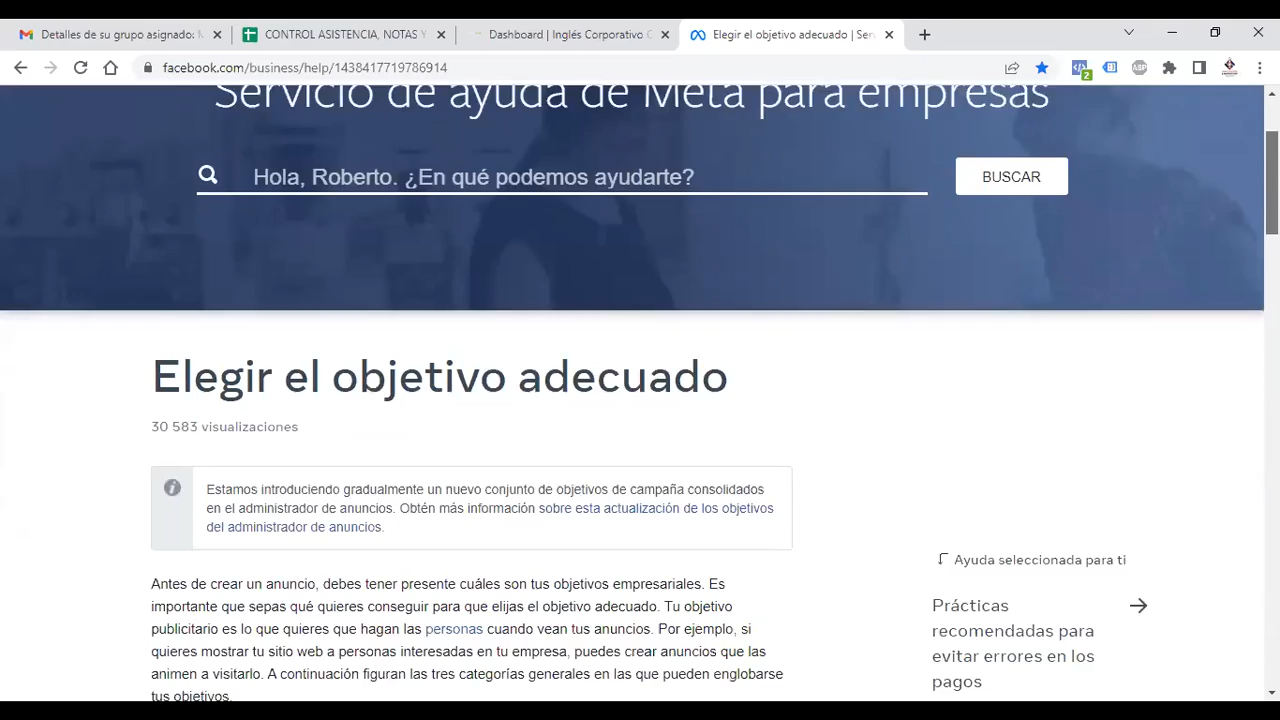 Detalles de su grupo asignado: M
CONTROL ASISTENCIA, NOTAS Y
Dashboard | Inglés Corporativo C
Elegir el objetivo adecuado | Ser
facebook.com/business/help/1438417719786914
2
ABP
Servicio de ayuda de Meta para empresas
Hola, Roberto. ¿En qué podemos ayudarte?
BUSCAR
Elegir el objetivo adecuado
30 583 visualizaciones
Estamos introduciendo gradualmente un nuevo conjunto de objetivos de campaña consolidados
en el administrador de anuncios. Obtén más información sobre esta actualización de los objetivos
del administrador de anuncios.
Antes de crear un anuncio, debes tener presente cuáles son tus objetivos empresariales. Es
importante que sepas qué quieres conseguir para que elijas el objetivo adecuado. Tu objetivo
publicitario es lo que quieres que hagan las personas cuando vean tus anuncios. Por ejemplo, si
quieres mostrar tu sitio web a personas interesadas en tu empresa, puedes crear anuncios que las
animen a visitarlo. A continuación figuran las tres categorías generales en las que pueden englobarse
tus objetivos.
Ayuda seleccionada para ti
Prácticas
recomendadas para
evitar errores en los
pagos